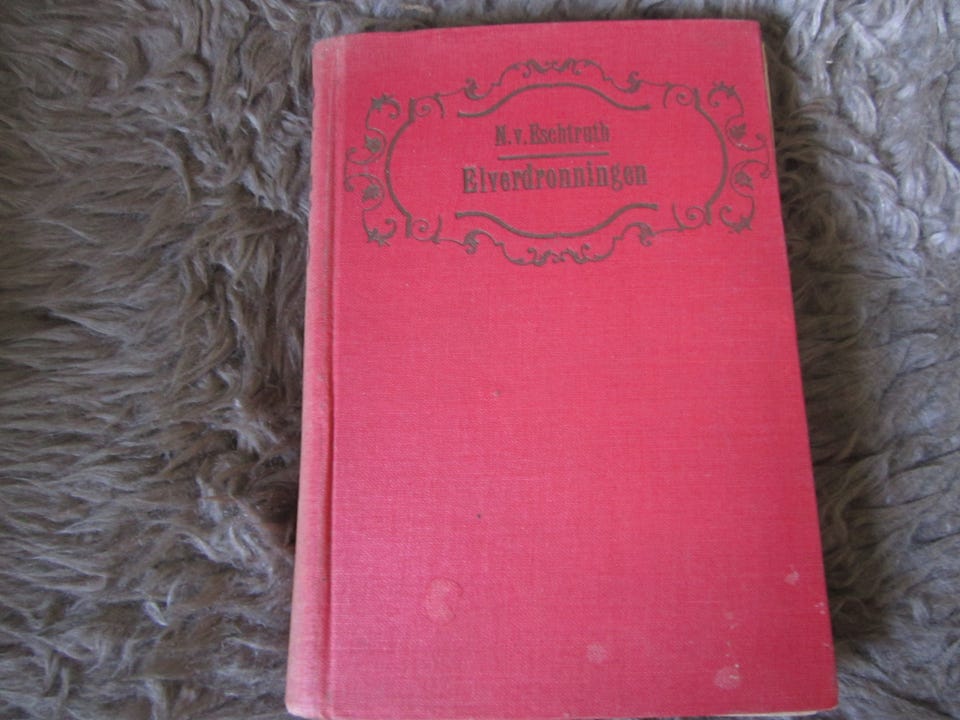 N. v. Eschtruth
Elverdronningen